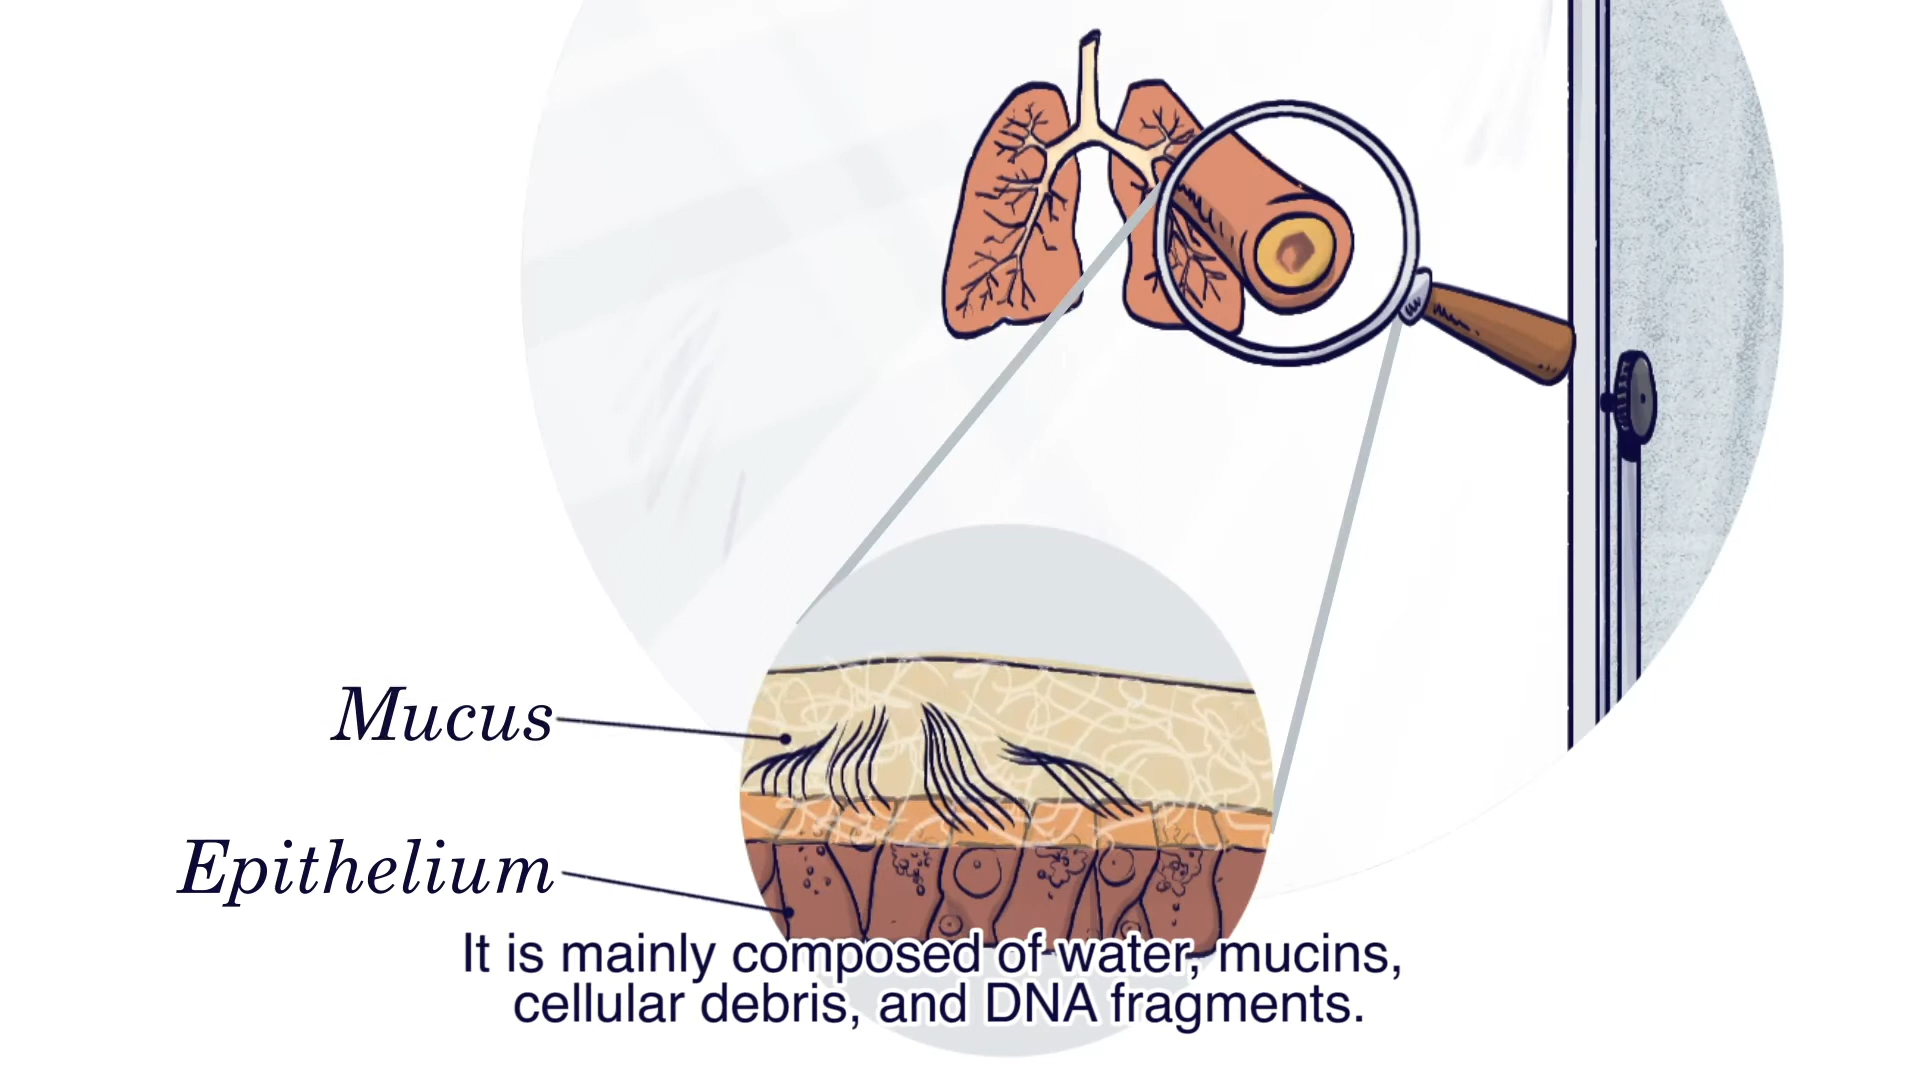 Mucus
Epithelium
It is mainly composed of water, mucins,
cellular debris, and DNA fragments.